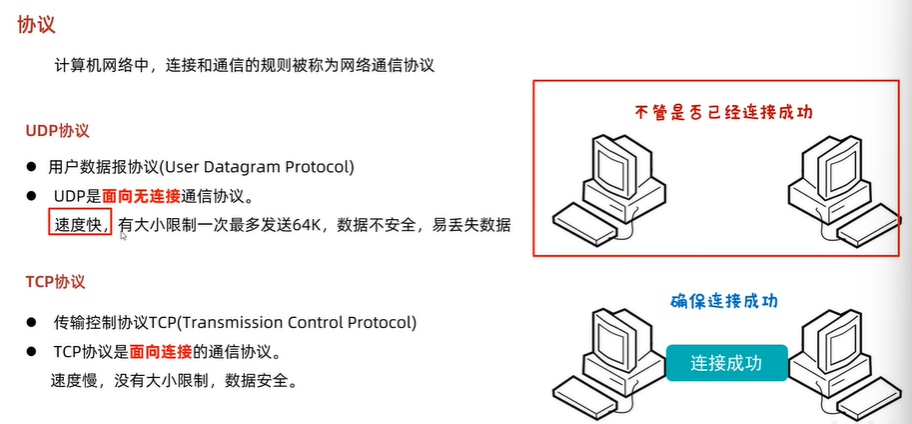 协议
计算机网络中，连接和通信的规则被称为网络通信协议
不管是否已经连接成功
UDP协议
● 用户数据报协议(User Datagram Protocol)
● UDP是面向无连接通信协议。
速度快，有大小限制一次最多发送64K，数据不安全，易丢失数据
TCP协议
确保连接成功
● 传输控制协议TCP(Transmission Control Protocol)
● TCP协议是面向连接的通信协议。
连接成功
速度慢，没有大小限制，数据安全。